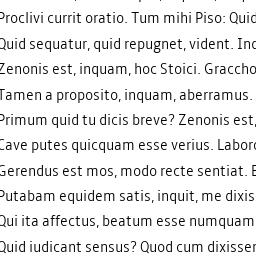 Proclivi currit oratio. Tum mihi Piso: Quid
Quid sequatur, quid repugnet, vident. Inc
Zenonis est, inquam, hoc Stoici. Graccho
Tamen a proposito, inquam, aberramus.
Primum quid tu dicis breve? Zenonis est,
Cave putes quicquam esse verius. Labor
Gerendus est mos, modo recte sentiat. E
Putabam equidem satis, inquit, me dixis
Qui ita affectus, beatum esse numquam
Quid iudicant sensus? Quod cum dixisser